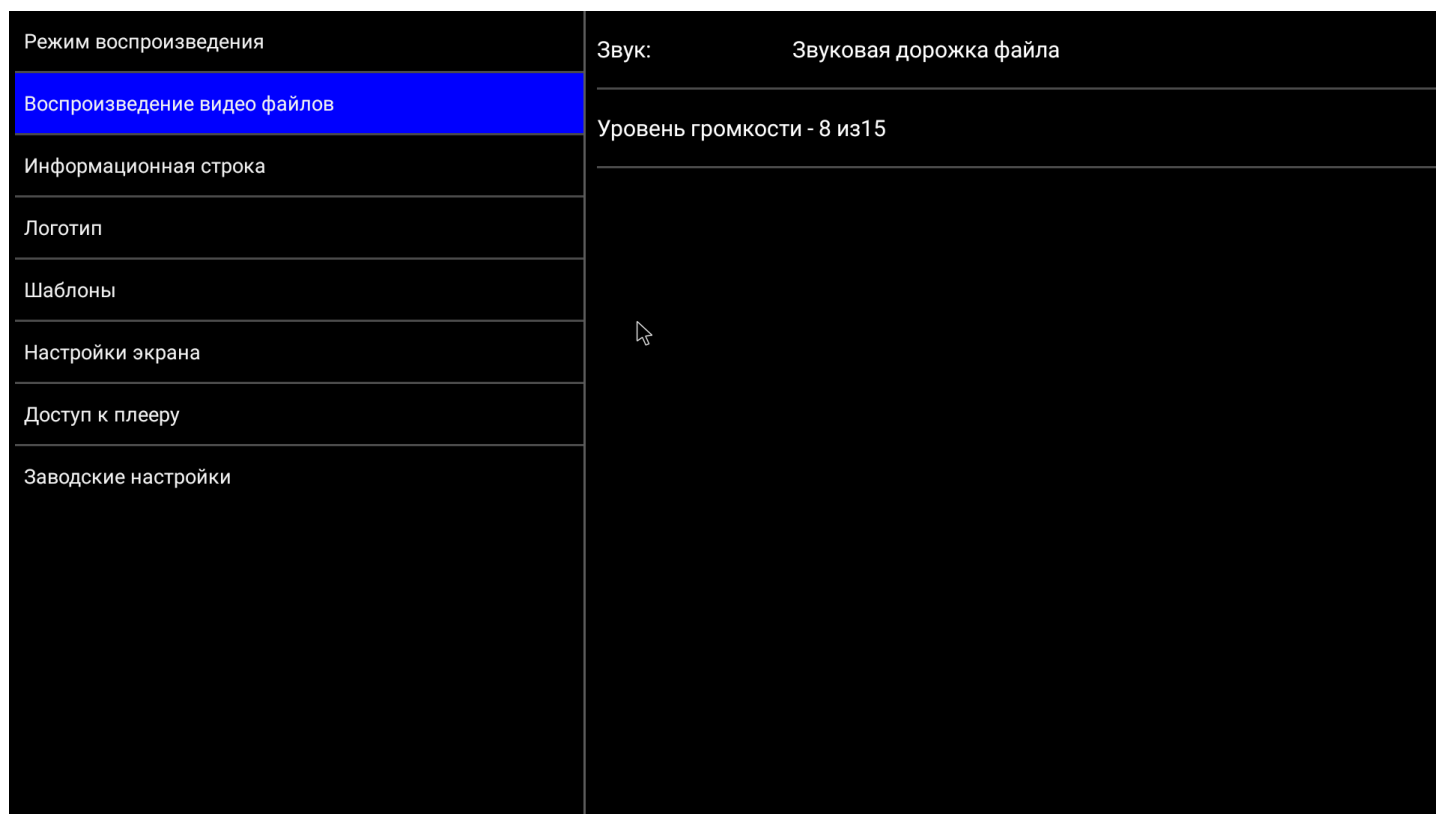 Режим воспроизведения
Воспроизведение видео файлов
Информационная строка
Логотип
Шаблоны
Настройки экрана
Доступ к плееру
Заводские настройки
Звук: Звуковая дорожка файла
Уровень громкости - 8 из15